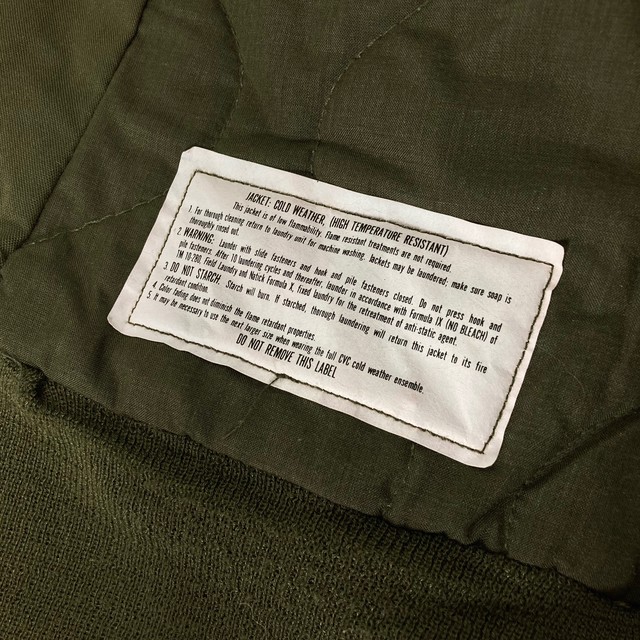 JACKET: COLD WEATHER, (HIGH TEMPERATURE RESISTANT)
This jacket is of low flammability. Flame resistant treatments are not required.
1. For thorough cleaning return to laundry unit for machine washing. Jackets may be laundered; make sure soap is
thoroughly rinsed out.
2. WARNING: Launder with slide fasteners and hook and pile fasteners closed. Do not press hook and
pile fasteners. After 10 laundering cycles and thereafter, launder in accordance with Formula IX (NO BLEACH) of
TM 10-280, Field Laundry and Formula X, Fixed laundry for the retreatment of anti-static agent.
3. DO NOT STARCH: Starch will burn. If starched, thorough laundering will return this jacket to its fire
retardant condition.
4. Color fading does not diminish the flame retardant properties.
5. It may be necessary to use the next larger size when wearing the full CVC cold weather ensemble.
DO NOT REMOVE THIS LABEL